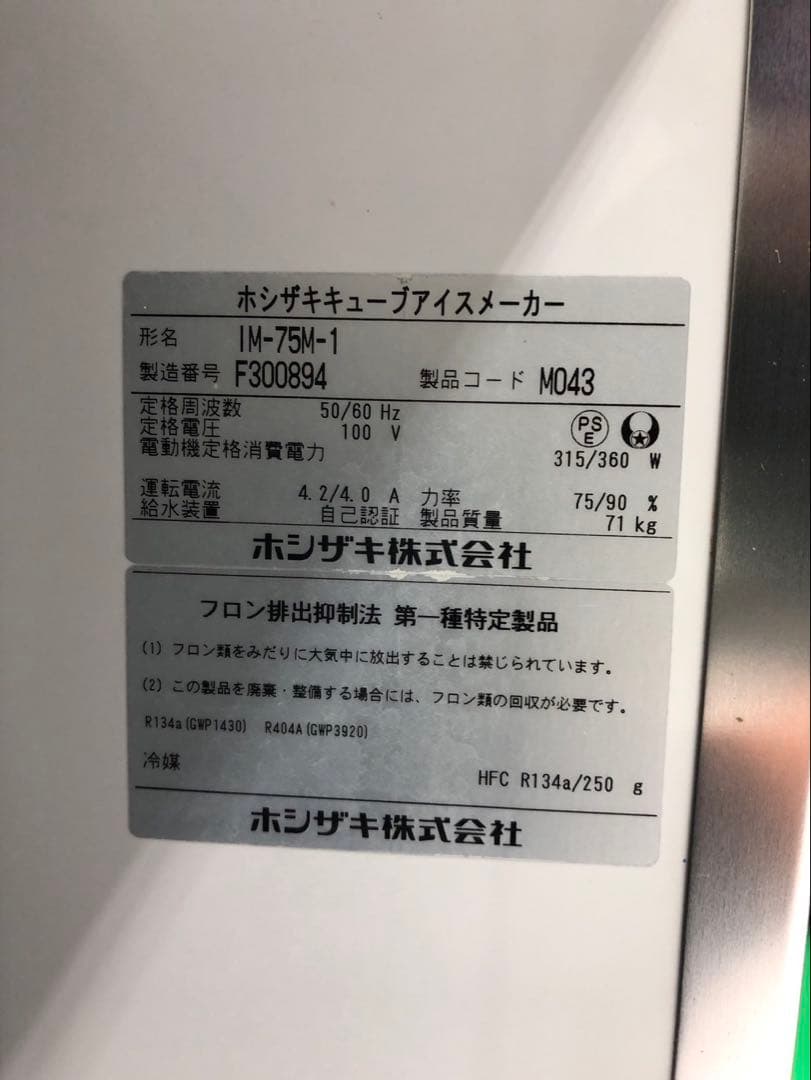 ホシザキキューブアイスメーカー
形名 IM-75M-1
製造番号 F300894 製品コード M043
定格周波数 50/60 Hz
定格電圧 100 V
PS E
電動機定格消費電力 315/360 W
運転電流 4.2/4.0 A 力率 75/90 %
給水装置 自己認証 製品質量 71 kg
ホシザキ株式会社
フロン排出抑制法 第一種特定製品
(1) フロン類をみだりに大気中に放出することは禁じられています。
(2) この製品を廃棄・整備する場合には、フロン類の回収が必要です。
R134a(GWP1430) R404A(GWP3920)
冷媒 HFC R134a/250 g
ホシザキ株式会社